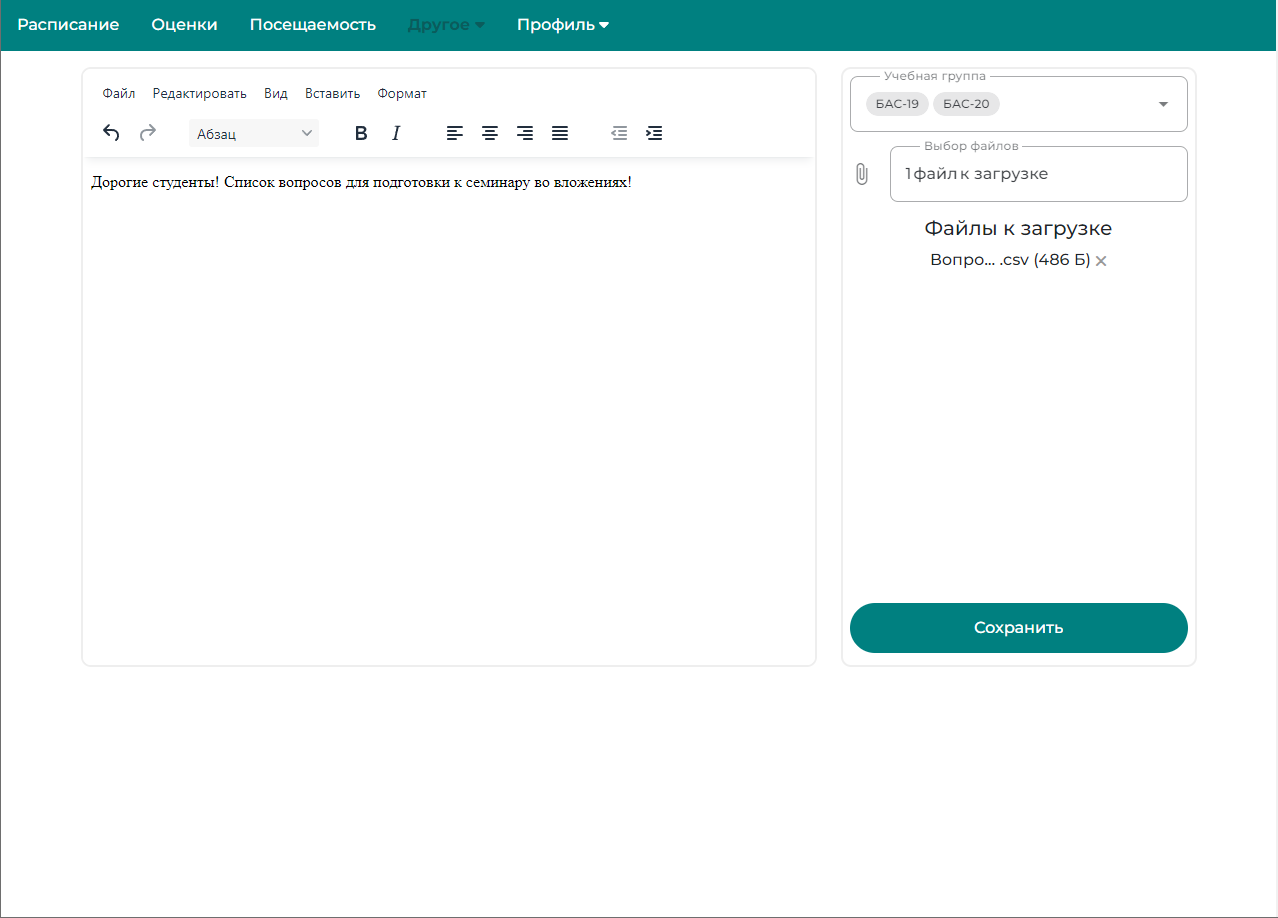 Расписание Оценки Посещаемость Другое Профиль
Файл Редактировать Вид Вставить Формат
Абзац B I
Дорогие студенты! Список вопросов для подготовки к семинару во вложениях!
Учебная группа
БАС-19 БАС-20
Выбор файлов
1 файл к загрузке
Файлы к загрузке
Вопро... .csv (486 Б)
Сохранить